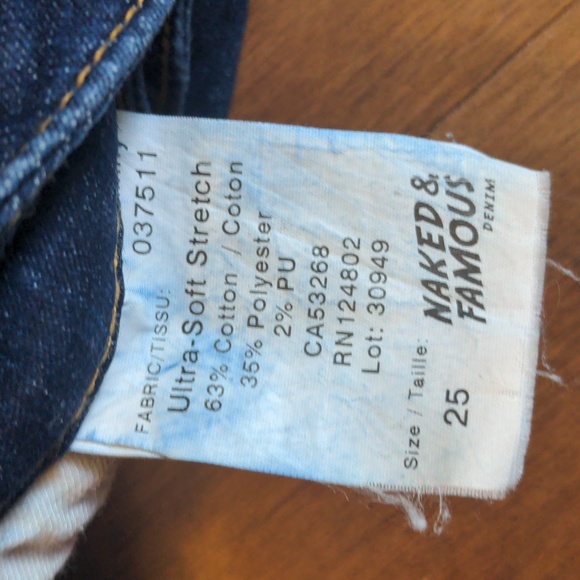 NAKED &
FAMOUS
DENIM
Size / Taille:
25
037511
FABRIC/TISSU:
Ultra-Soft Stretch
63% Cotton / Coton
35% Polyester
2% PU
CA53268
RN124802
Lot: 30949